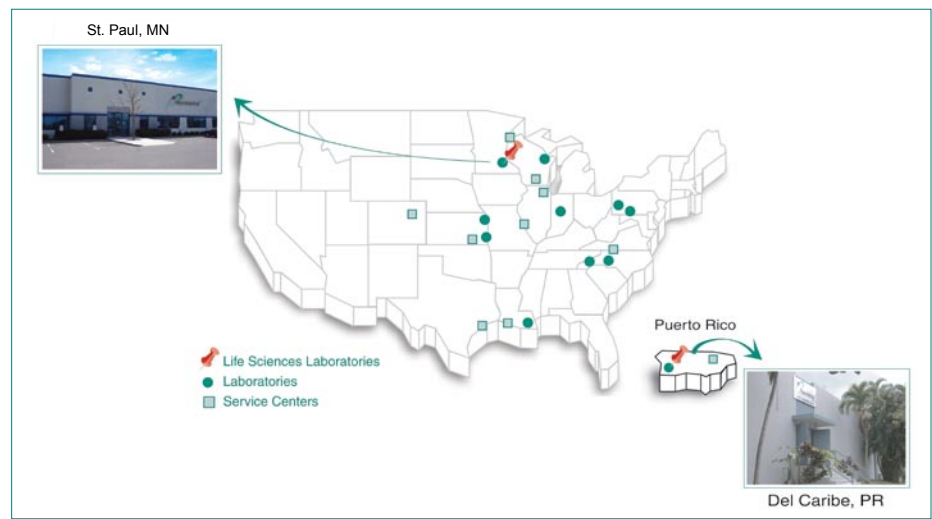 St. Paul, MN
Puerto Rico
Life Sciences Laboratories
Laboratories
Service Centers
Del Caribe, PR